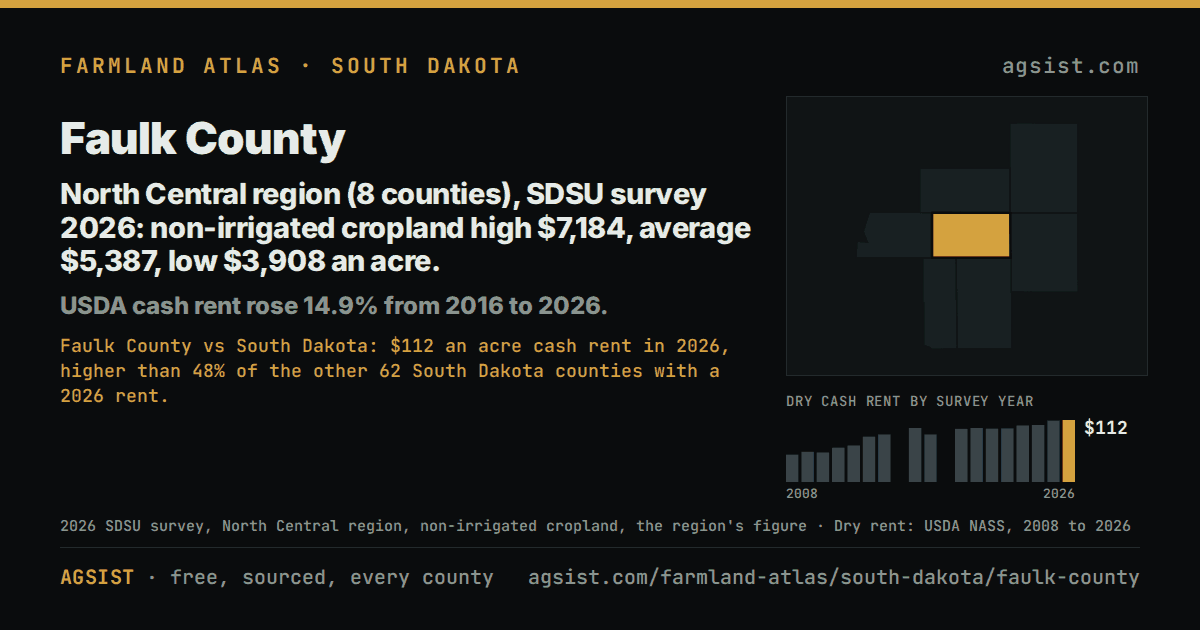 FARMLAND ATLAS · SOUTH DAKOTA
agsist.com
Faulk County
North Central region (8 counties), SDSU survey
2026: non-irrigated cropland high $7,184, average
$5,387, low $3,908 an acre.
USDA cash rent rose 14.9% from 2016 to 2026.
Faulk County vs South Dakota: $112 an acre cash rent in 2026,
higher than 48% of the other 62 South Dakota counties with a
2026 rent.
DRY CASH RENT BY SURVEY YEAR
$112
2008
2026
2026 SDSU survey, North Central region, non-irrigated cropland, the region's figure · Dry rent: USDA NASS, 2008 to 2026
AGSIST · free, sourced, every county
agsist.com/farmland-atlas/south-dakota/faulk-county